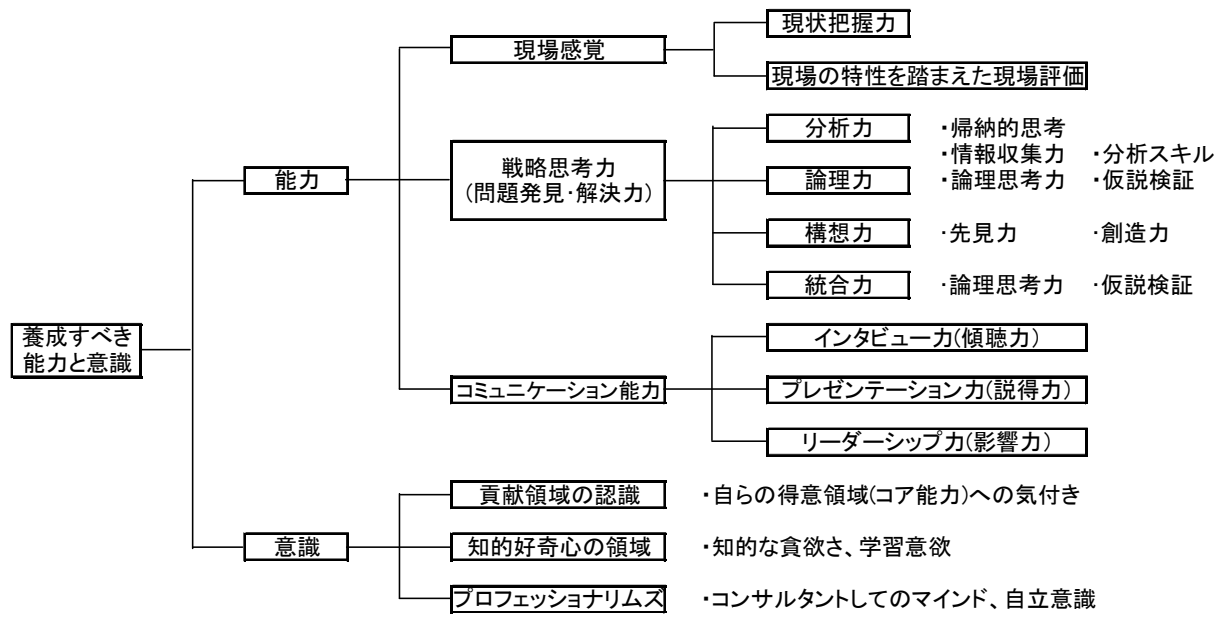 養成すべき
能力と意識
能力
現場感覚
現状把握力
現場の特性を踏まえた現場評価
戦略思考力
(問題発見・解決力)
分析力 ・帰納的思考
・情報収集力 ・分析スキル
論理力 ・論理思考力 ・仮説検証
構想力 ・先見力 ・創造力
統合力 ・論理思考力 ・仮説検証
コミュニケーション能力
インタビュー力(傾聴力)
プレゼンテーション力(説得力)
リーダーシップ力(影響力)
意識
貢献領域の認識 ・自らの得意領域(コア能力)への気付き
知的好奇心の領域 ・知的な貪欲さ、学習意欲
プロフェッショナリムズ ・コンサルタントしてのマインド、自立意識